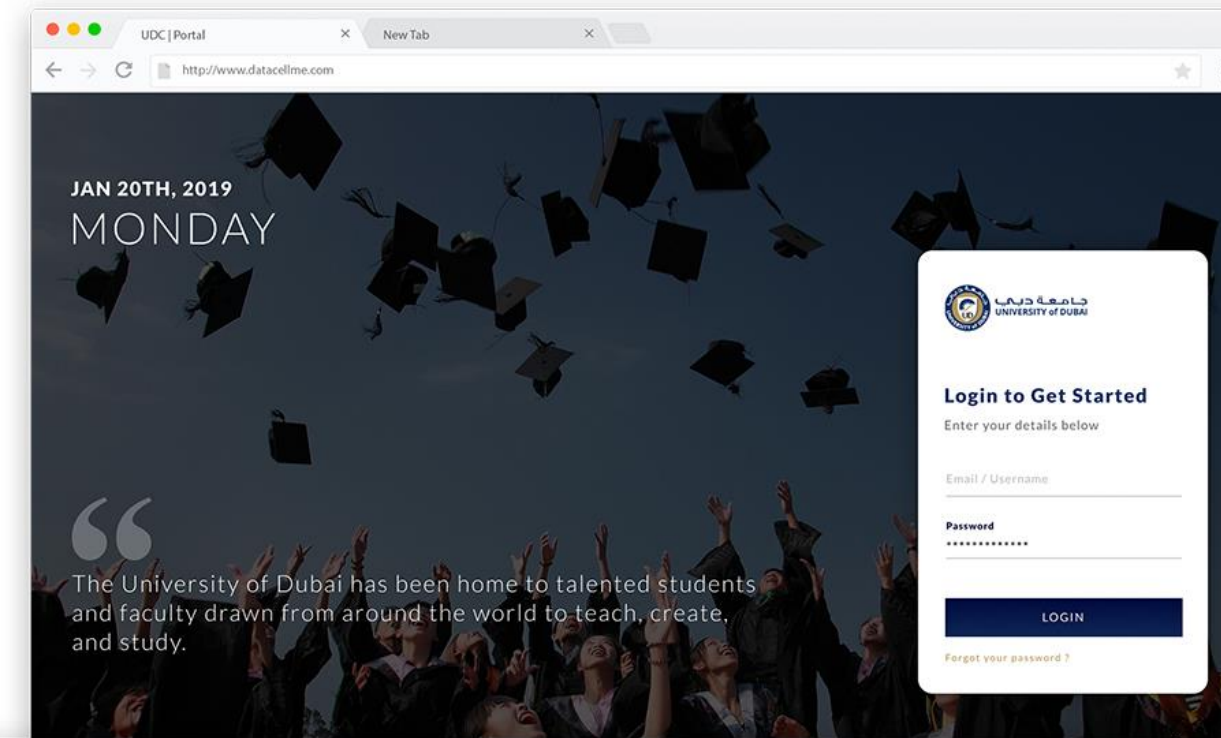 UDC | Portal
New Tab
http://www.datacellme.com
JAN 20TH, 2019
MONDAY
جامعة دبي
UNIVERSITY of DUBAI
UD
Login to Get Started
Enter your details below
Email / Username
Password
*************
LOGIN
Forgot your password ?
“
The University of Dubai has been home to talented students
and faculty drawn from around the world to teach, create,
and study.